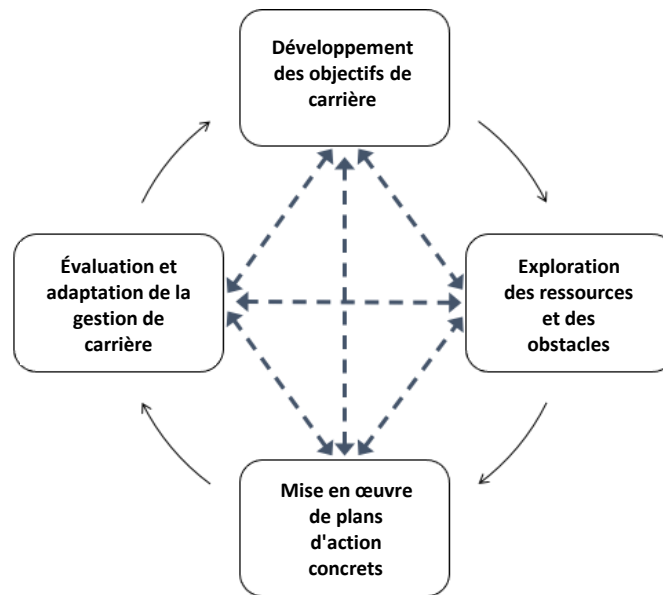 Développement
des objectifs de
carrière
Évaluation et
adaptation de la
gestion de
carrière
Exploration
des ressources
et des
obstacles
Mise en œuvre
de plans
d'action
concrets